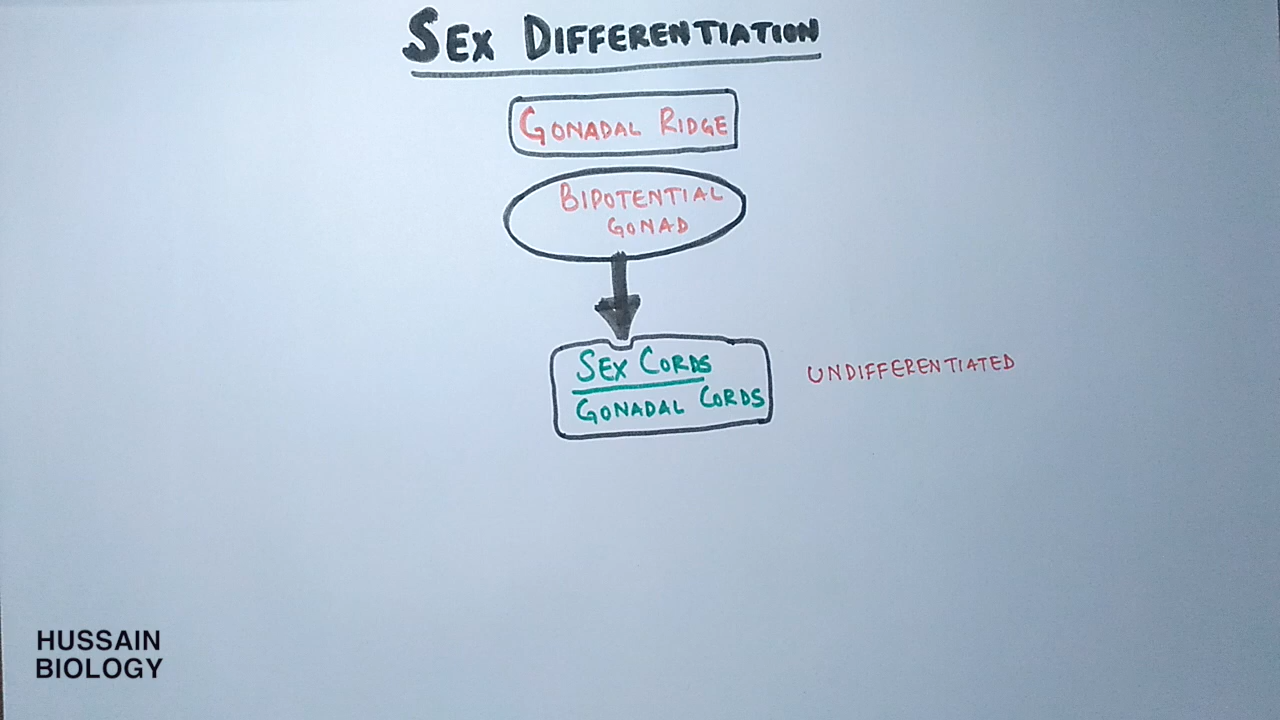 SEX DIFFERENTIATION
GONADAL RIDGE
BIPOTENTIAL
GONAD
SEX CORDS
GONADAL CORDS
UNDIFFERENTIATED
HUSSAIN
BIOLOGY